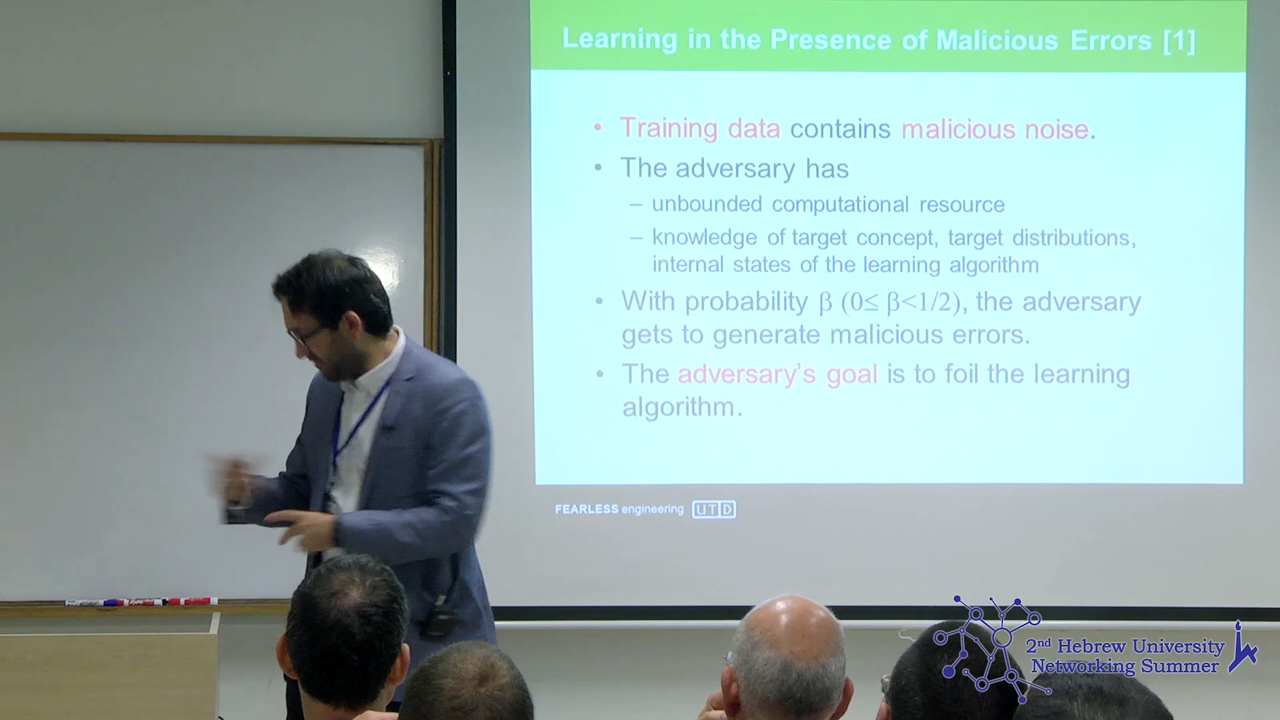 Learning in the Presence of Malicious Errors [1]
• Training data contains malicious noise.
• The adversary has
– unbounded computational resource
– knowledge of target concept, target distributions,
internal states of the learning algorithm
• With probability β (0≤ β<1/2), the adversary
gets to generate malicious errors.
• The adversary's goal is to foil the learning
algorithm.
FEARLESS engineering UTD
2nd Hebrew University
Networking Summer